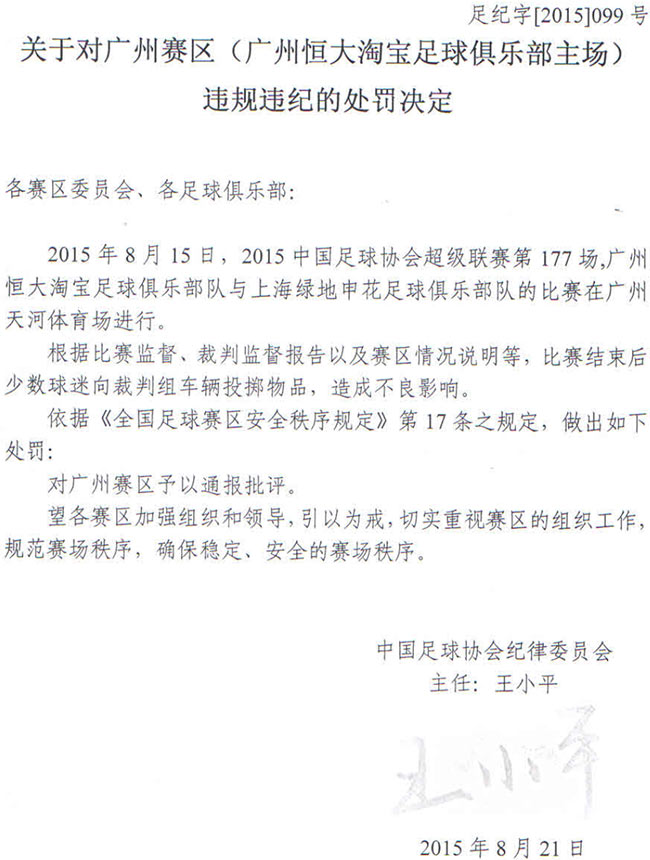 足纪字[2015]099 号
关于对广州赛区（广州恒大淘宝足球俱乐部主场）
违规违纪的处罚决定
各赛区委员会、各足球俱乐部：
2015 年 8 月 15 日，2015 中国足球协会超级联赛第 177 场,广州
恒大淘宝足球俱乐部队与上海绿地申花足球俱乐部队的比赛在广州
天河体育场进行。
根据比赛监督、裁判监督报告以及赛区情况说明等，比赛结束后
少数球迷向裁判组车辆投掷物品，造成不良影响。
依据《全国足球赛区安全秩序规定》第 17 条之规定，做出如下
处罚:
对广州赛区予以通报批评。
望各赛区加强组织和领导,引以为戒,切实重视赛区的组织工作,
规范赛场秩序，确保稳定、安全的赛场秩序。
中国足球协会纪律委员会
主任：王小平
王小平
2015 年 8 月 21 日